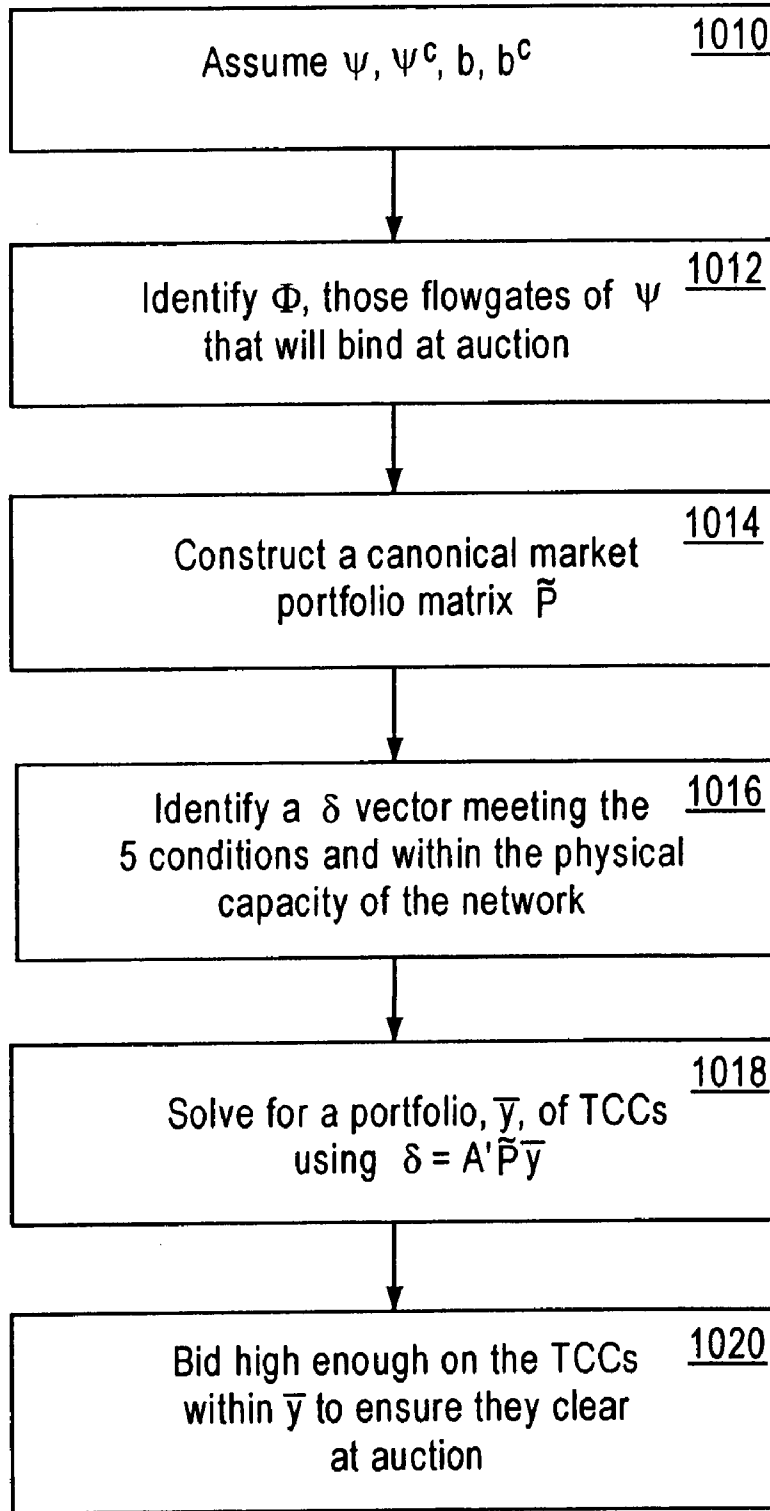 1010
Assume ψ, ψᶜ, b, bᶜ
1012
Identify Φ, those flowgates of ψ
that will bind at auction
1014
Construct a canonical market
portfolio matrix P̃
1016
Identify a δ vector meeting the
5 conditions and within the physical
capacity of the network
1018
Solve for a portfolio, y̅, of TCCs
using δ = A'P̃y̅
1020
Bid high enough on the TCCs
within y̅ to ensure they clear
at auction